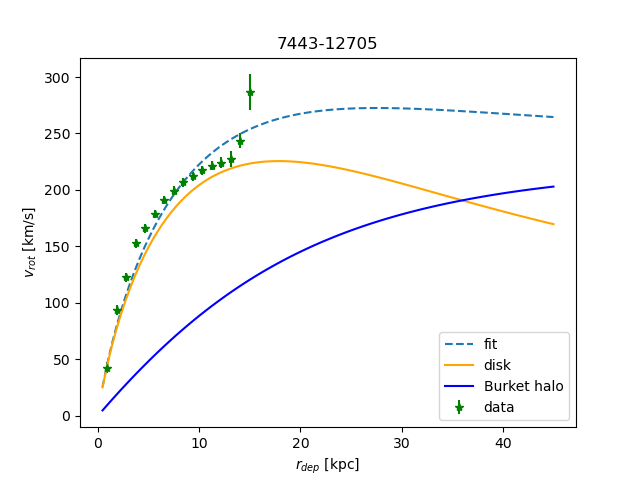 7443-12705
300
250
200
150
100
50
0
v_rot [km/s]
fit
disk
Burket halo
data
0 10 20 30 40
r_dep [kpc]